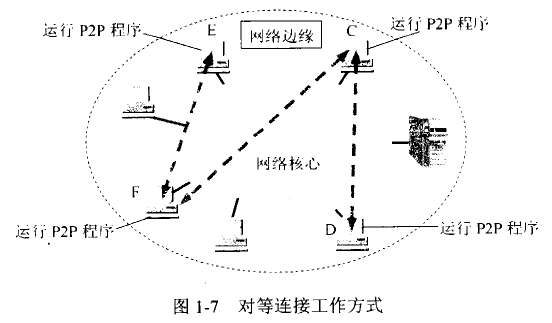 运行 P2P 程序
E
网络边缘
C
运行 P2P 程序
网络核心
F
运行 P2P 程序
D
运行 P2P 程序
图 1-7 对等连接工作方式